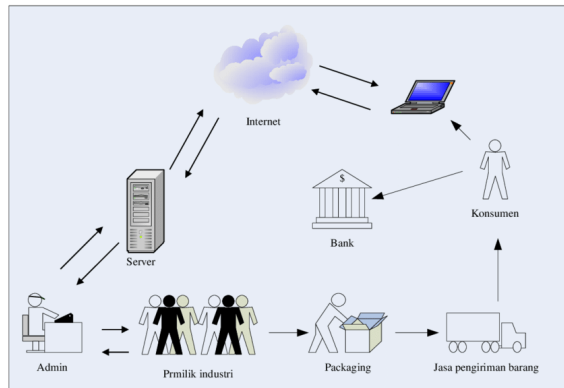 Internet
$
Konsumen
Bank
Server
Admin
Prmilik industri
Packaging
Jasa pengiriman barang